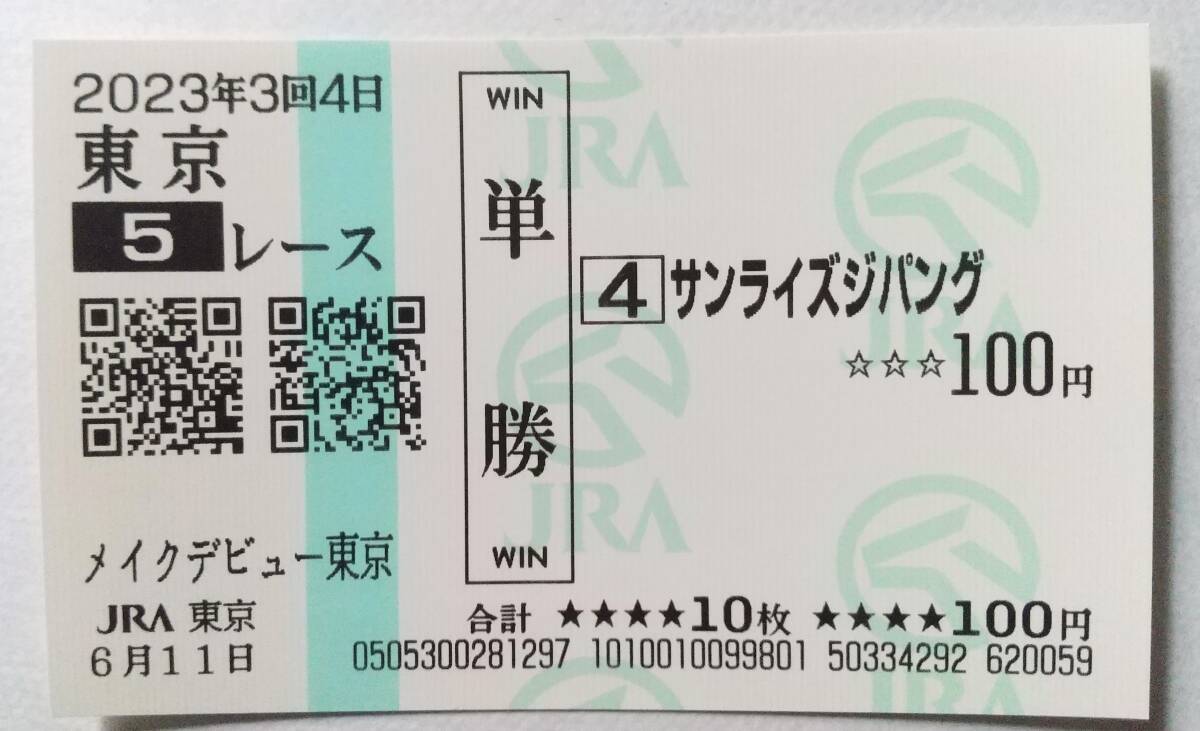 2023年3回4日
東京
5レース
メイクデビュー東京
JRA 東京
6月11日
WIN
単勝
WIN
4 サンライズジパング
☆☆☆100円
合計 ★★★★10枚 ★★★★100円
0505300281297 1010010099801 50334292 620059
JRA
JRA
JRA